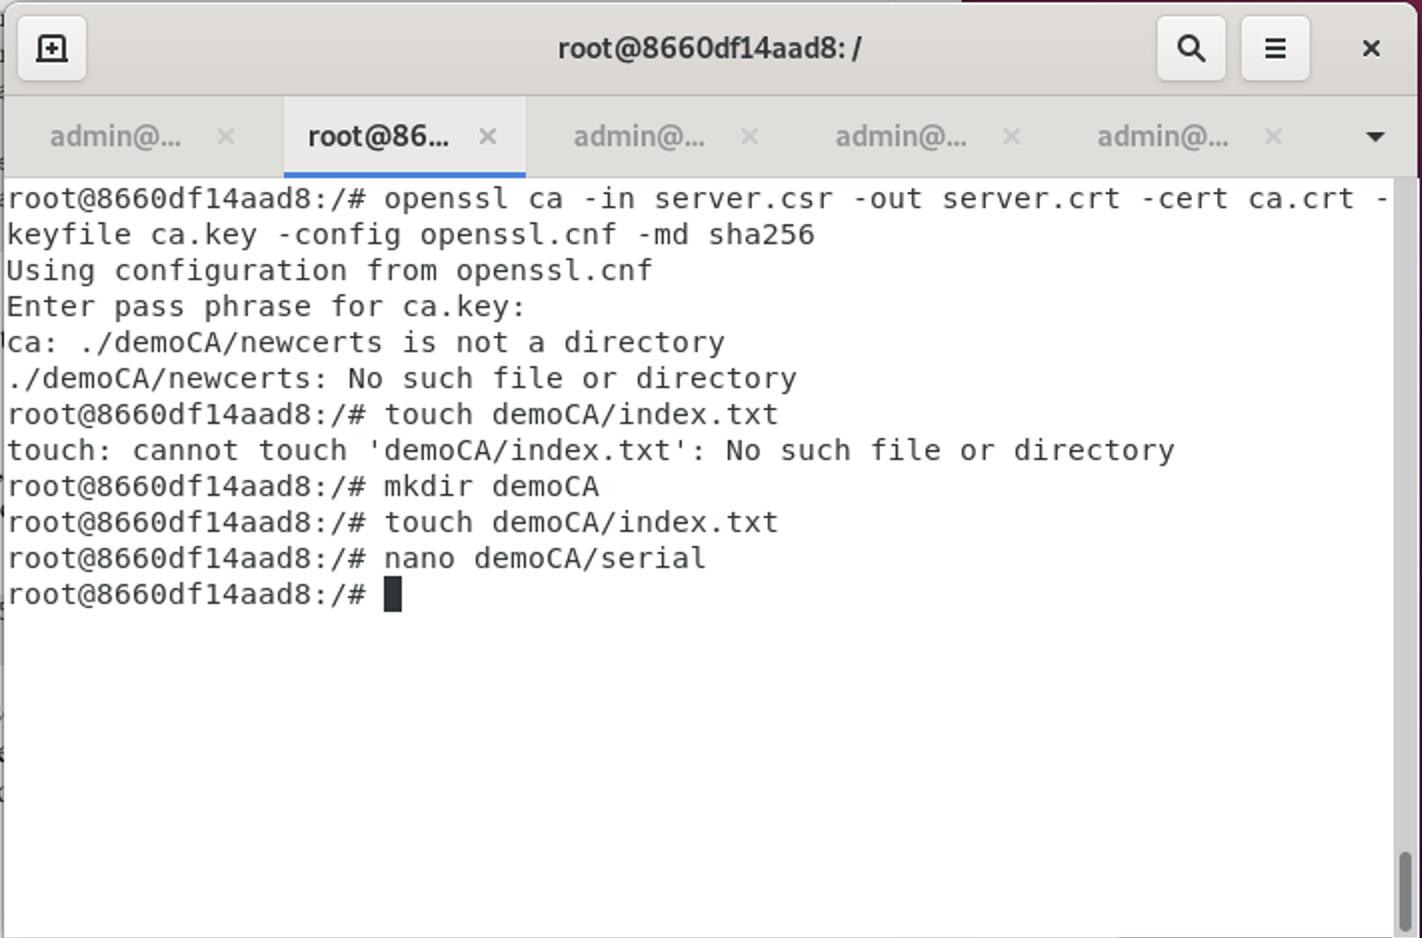 root@8660df14aad8: /
admin@... × root@86... × admin@... × admin@... × admin@... ×
root@8660df14aad8:/# openssl ca -in server.csr -out server.crt -cert ca.crt -
keyfile ca.key -config openssl.cnf -md sha256
Using configuration from openssl.cnf
Enter pass phrase for ca.key:
ca: ./demoCA/newcerts is not a directory
./demoCA/newcerts: No such file or directory
root@8660df14aad8:/# touch demoCA/index.txt
touch: cannot touch 'demoCA/index.txt': No such file or directory
root@8660df14aad8:/# mkdir demoCA
root@8660df14aad8:/# touch demoCA/index.txt
root@8660df14aad8:/# nano demoCA/serial
root@8660df14aad8:/#